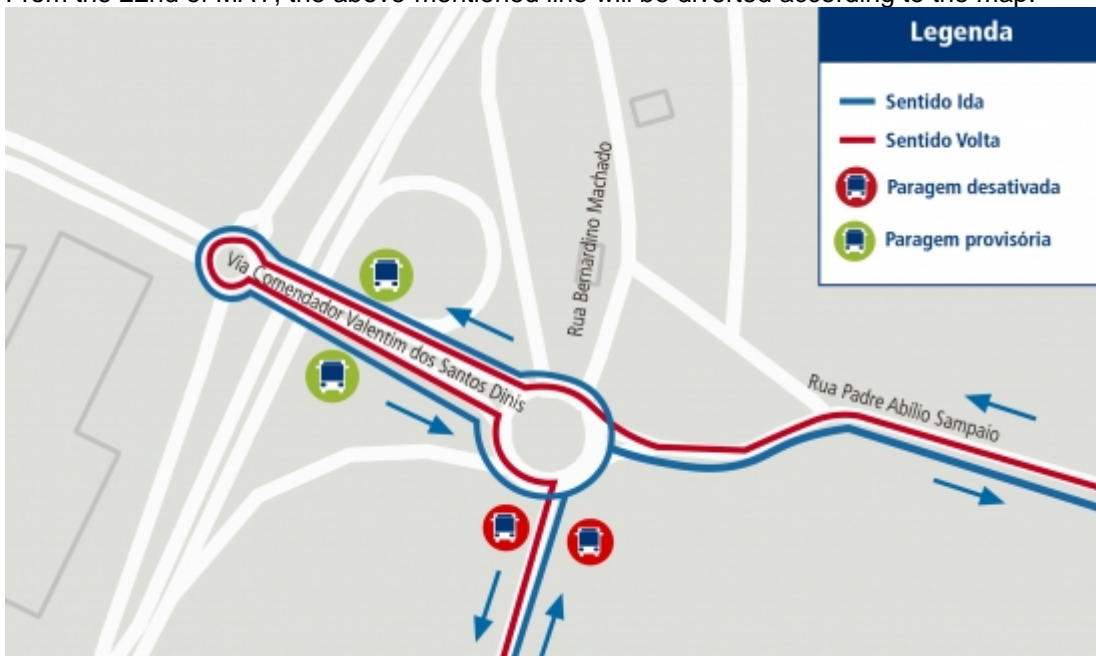 From the 22nd of MAY, the above mentioned line will be diverted according to the map.
Legenda
Sentido Ida
Sentido Volta
Paragem desativada
Paragem provisória
Rua Bernardino Machado
Via Comendador Valentim dos Santos Dinis
Rua Padre Abílio Sampaio